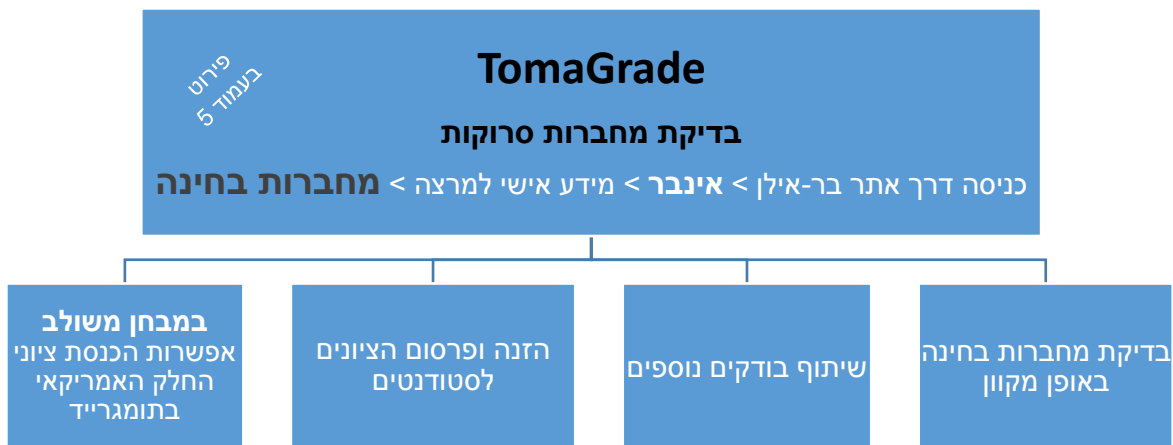 פירוט
בעמוד 5
TomaGrade
בדיקת מחברות סרוקות
כניסה דרך אתר בר-אילן > אינבר > מידע אישי למרצה > מחברות בחינה
בדיקת מחברות בחינה
באופן מקוון
שיתוף בודקים נוספים
הזנה ופרסום הציונים
לסטודנטים
במבחן משולב
אפשרות הכנסת ציוני
החלק האמריקאי
בתומגרייד